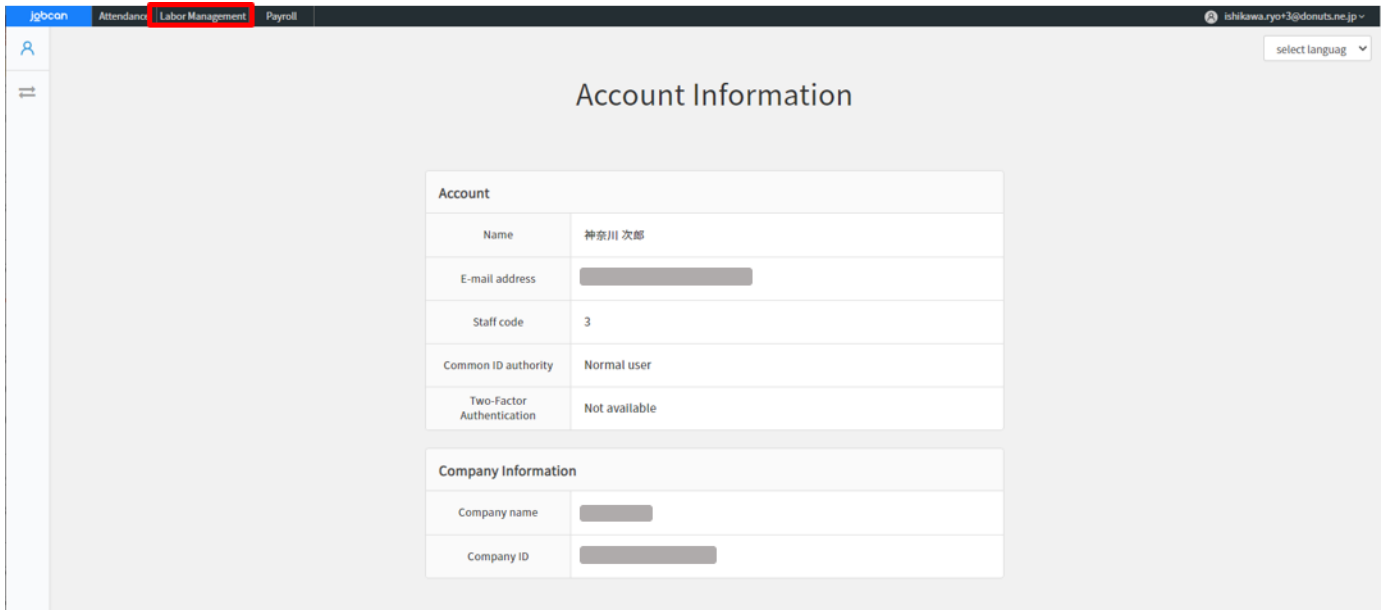 jobcan Attendance Labor Management Payroll ishikawa.ryo+3@donuts.ne.jp
select languag
Account Information
Account
Name 神奈川 次郎
E-mail address
Staff code 3
Common ID authority Normal user
Two-Factor
Authentication Not available
Company Information
Company name
Company ID